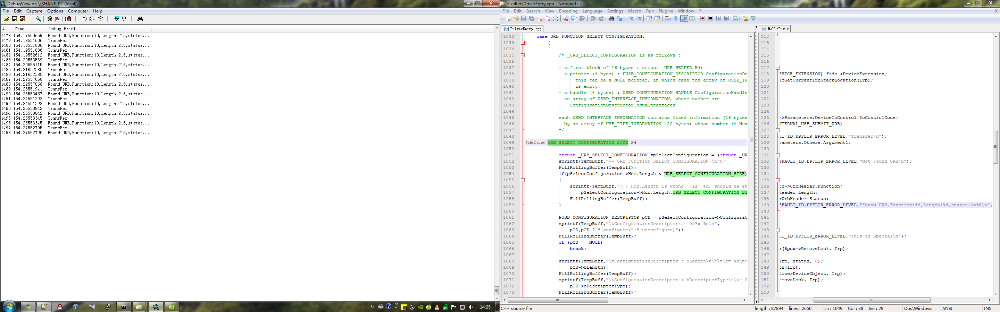 DebugView on \\SHANE-PC (local)
File Edit Capture Options Computer Help
# Time Debug Print
1478 154.17550659 Found URB,Function:10,Length:216,status...
1479 154.18551636 TransFer
1480 154.18551636 Found URB,Function:10,Length:216,status...
1481 154.19551086 TransFer
1482 154.19552612 Found URB,Function:10,Length:216,status...
1483 154.20553589 TransFer
1484 154.20555115 Found URB,Function:10,Length:216,status...
1485 154.21632385 TransFer
1486 154.21632385 Found URB,Function:10,Length:216,status...
1487 154.22557068 TransFer
1488 154.22557068 Found URB,Function:10,Length:216,status...
1489 154.23551941 TransFer
1490 154.23553467 Found URB,Function:10,Length:216,status...
1491 154.24551392 TransFer
1492 154.24551392 Found URB,Function:10,Length:216,status...
1493 154.25550842 TransFer
1494 154.25550842 Found URB,Function:10,Length:216,status...
1495 154.26553345 TransFer
1496 154.26553345 Found URB,Function:10,Length:216,status...
1497 154.27552795 TransFer
1498 154.27552795 Found URB,Function:10,Length:216,status...
CH
14:25
F:\filter\DriverEntry.cpp - Notepad++
File Edit Search View Encoding Language Settings Macro Run Plugins Window ? X
DriverEntry.cpp
1032 case URB_FUNCTION_SELECT_CONFIGURATION:
1033 {
1034
1035 /* _URB_SELECT_CONFIGURATION is as follows :
1036
1037 - a first block of 16 bytes : struct _URB_HEADER Hdr
1038 - a pointer (4 byes) : PUSB_CONFIGURATION_DESCRIPTOR ConfigurationDe
1039 this can be a NULL pointer, in which case the array of USBD_IN
1040 is empty.
1041 - a handle (4 bytes) : USBD_CONFIGURATION_HANDLE ConfigurationHandle
1042 - an array of USBD_INTERFACE_INFORMATION, whose number are
1043 ConfigurationDescriptor.bNumInterfaces
1044
1045 each USBD_INTERFACE_INFORMATION contains fixed information (16 bytes
1046 by an array of USB_PIPE_INFORMATION (20 bytes) whose number is Num
1047 */
1048
1049 #define URB_SELECT_CONFIGURATION_SIZE 24
1050
1051 struct _URB_SELECT_CONFIGURATION *pSelectConfiguration = (struct _UR
1052 sprintf(TempBuff,"-- URB_FUNCTION_SELECT_CONFIGURATION:\n");
1053 FillRollingBuffer(TempBuff);
1054 if(pSelectConfiguration->Hdr.Length < URB_SELECT_CONFIGURATION_SIZE)
1055 {
1056 sprintf(TempBuff,"!!! Hdr.Length is wrong! (is: %d, should be at
1057 pSelectConfiguration->Hdr.Length,URB_SELECT_CONFIGURATION_SI
1058 FillRollingBuffer(TempBuff);
1059 }
1060
1061 PUSB_CONFIGURATION_DESCRIPTOR pCD = pSelectConfiguration->Configurat
1062 sprintf(TempBuff,"\tConfigurationDescriptor\t= 0x%x %s\n",
1063 pCD,pCD ? "(configure)":"(unconfigure)");
1064 FillRollingBuffer(TempBuff);
1065 if (pCD == NULL)
1066 break;
1067
1068 sprintf(TempBuff,"\tConfigurationDescriptor : bLength\t\t\t\t= %d\n"
1069 pCD->bLength);
1070 FillRollingBuffer(TempBuff);
1071 sprintf(TempBuff,"\tConfigurationDescriptor : bDescriptorType\t\t= 0
1072 pCD->bDescriptorType);
1073 FillRollingBuffer(TempBuff);
HelloDrv.c
112
113
114
115
116
117
118 EVICE_EXTENSION) fido->DeviceExtension;
119 IoGetCurrentIrpStackLocation(Irp);
120
121
122
123
124
125 ->Parameters.DeviceIoControl.IoControlCode;
126 NTERNAL_USB_SUBMIT_URB)
127
128 LT_ID,DPFLTR_ERROR_LEVEL,"TransFer\n");
129 rameters.Others.Argument1;
130
131
132 EFAULT_ID,DPFLTR_ERROR_LEVEL,"Not Found URB\n");
133
134
135
136 rb->UrbHeader.Function;
137 Header.Length;
138 >UrbHeader.Status;
139 EFAULT_ID,DPFLTR_ERROR_LEVEL,"Found URB,Function:%d,Length:%d,status:0x%X\n",
140
141
142
143
144 LT_ID,DPFLTR_ERROR_LEVEL,"This is Special\n");
145
146 k(&pdx->RemoveLock, Irp);
147
148 Irp, status, 0);
149 on(Irp);
150 LowerDeviceObject, Irp);
151 emoveLock, Irp);
152
153
C++ source file length : 87894 lines : 2650 Ln : 1049 Col : 38 Sel : 29 Dos\Windows ANSI INS